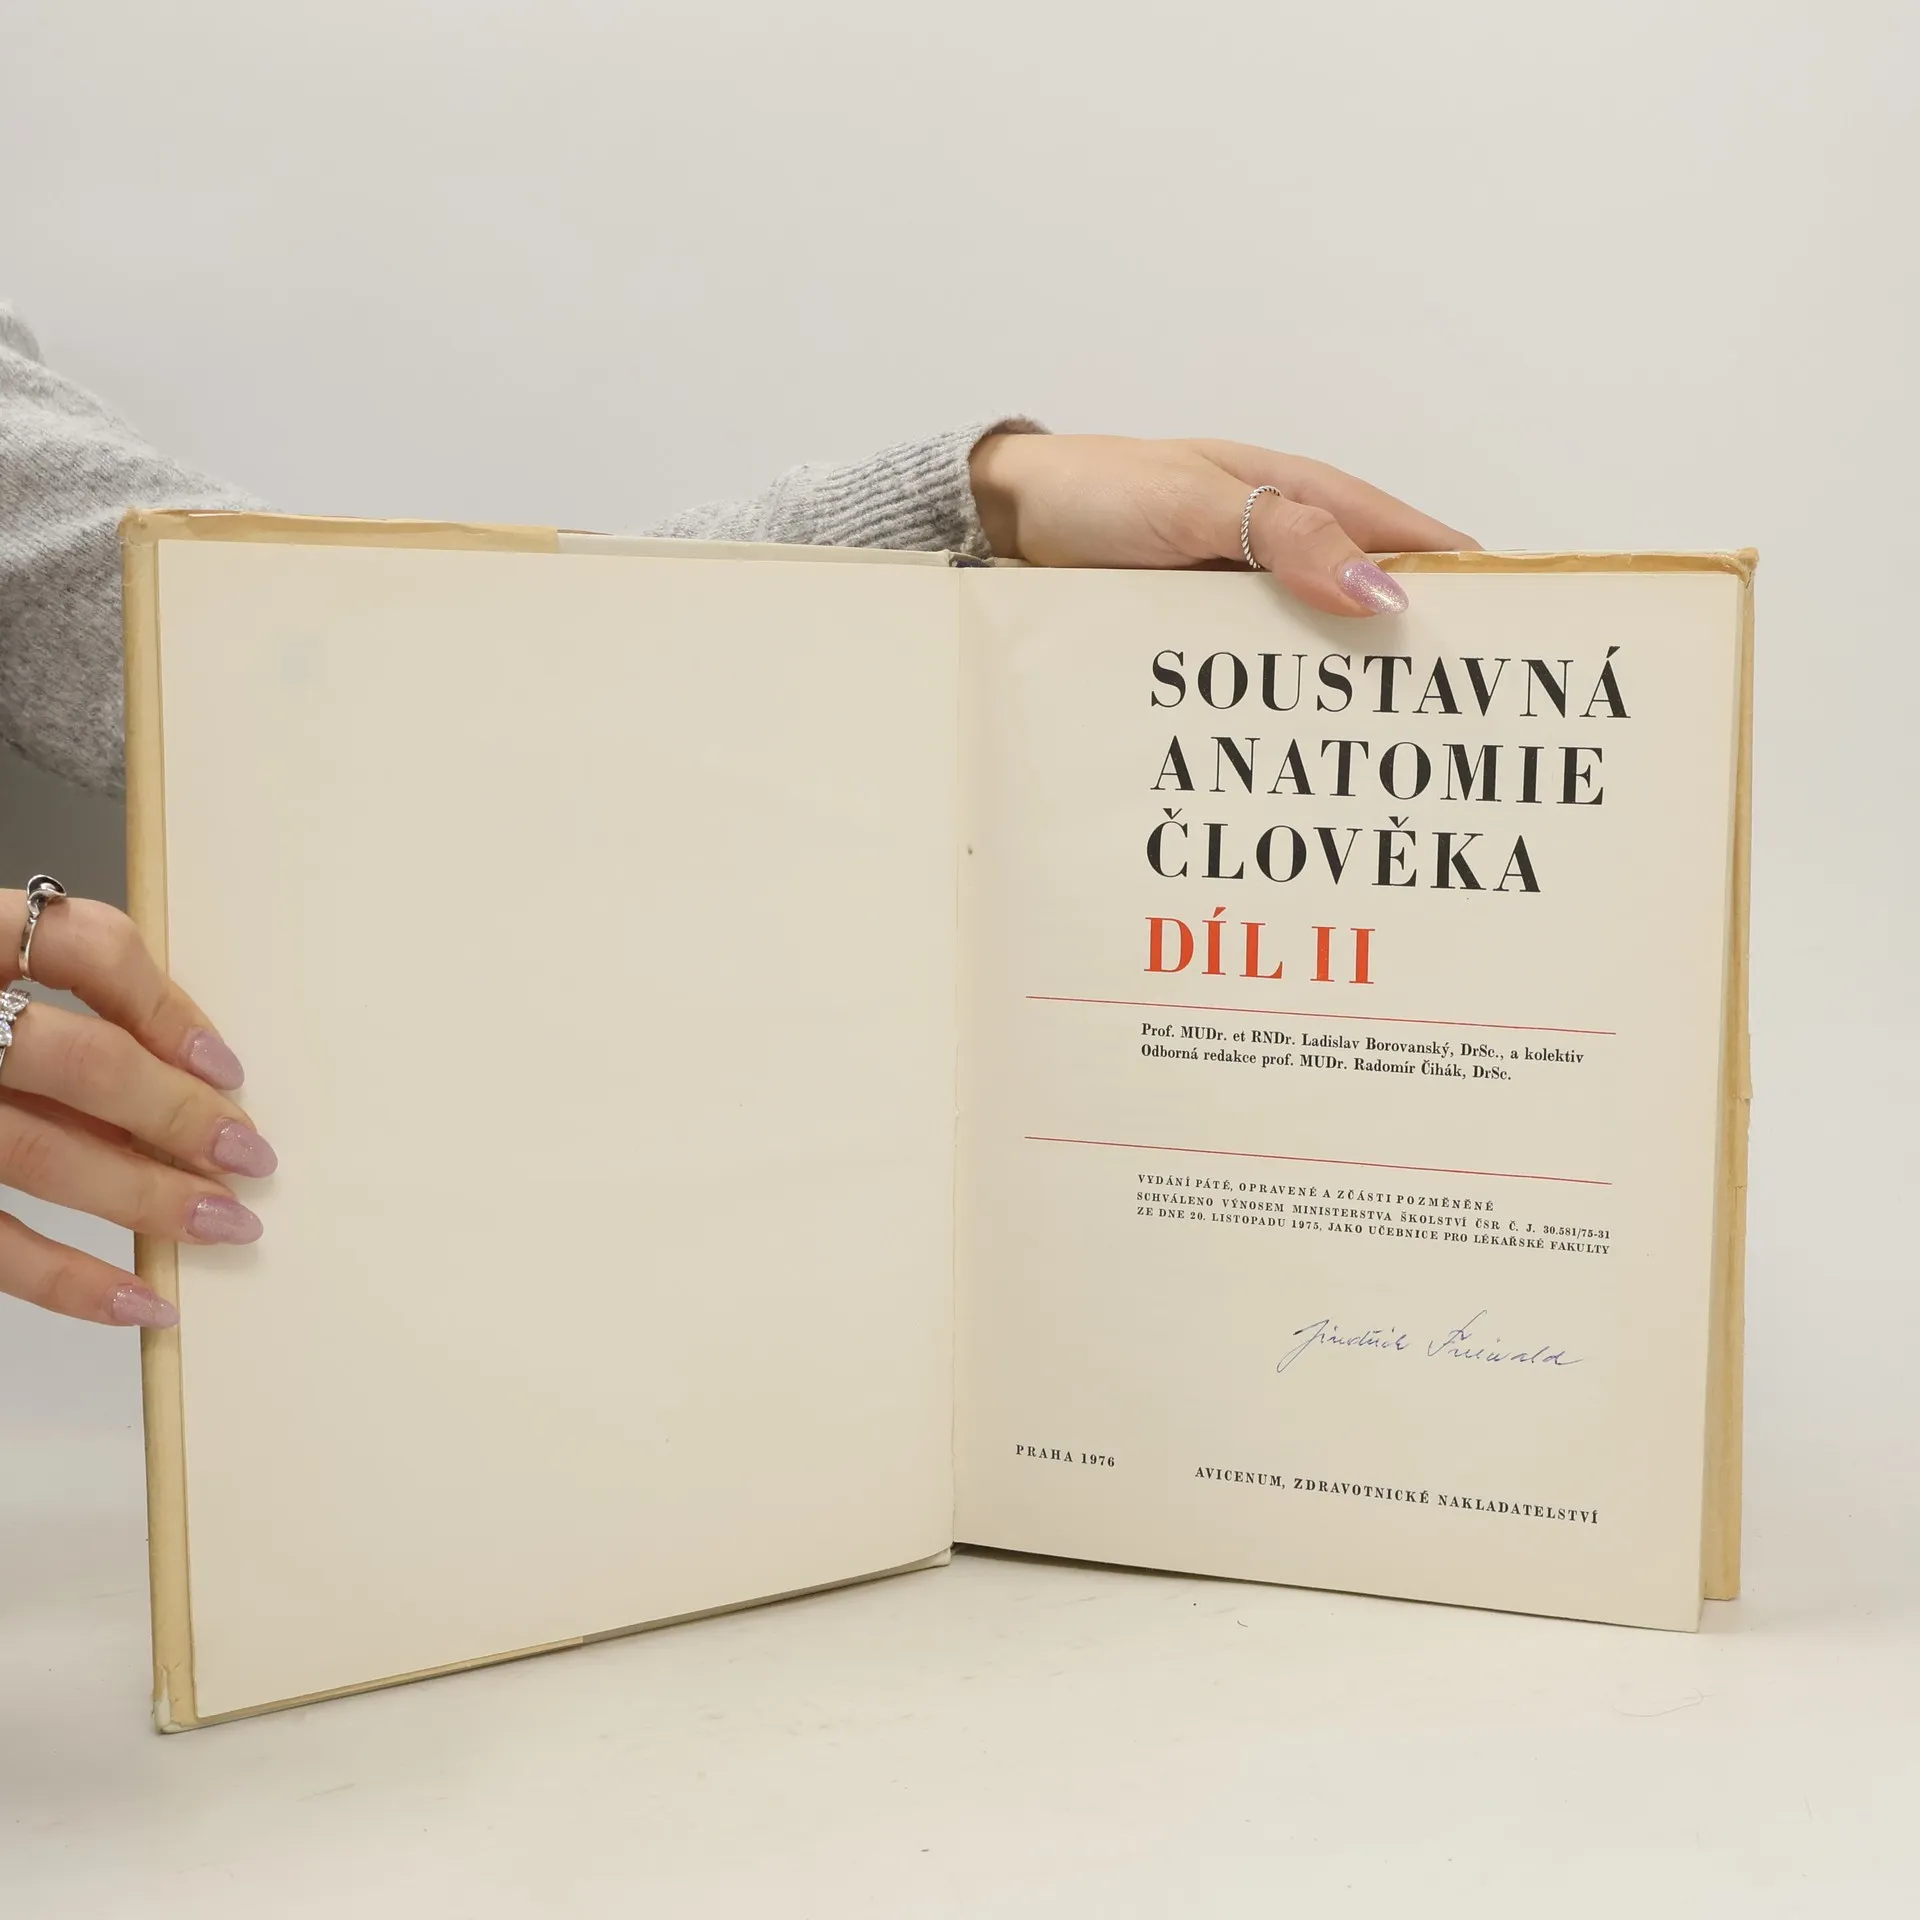 SOUSTAVNÁ
ANATOMIE
ČLOVĚKA
DÍL II
Prof. MUDr. et RNDr. Ladislav Borovanský, DrSc., a kolektiv
Odborná redakce prof. MUDr. Radomír Čihák, DrSc.
VYDÁNÍ PÁTÉ, OPRAVENÉ A ZČÁSTI POZMĚNĚNÉ
SCHVÁLENO VÝNOSEM MINISTERSTVA ŠKOLSTVÍ ČSR Č. J. 30.581/75-31
ZE DNE 20. LISTOPADU 1975, JAKO UČEBNICE PRO LÉKAŘSKÉ FAKULTY
Jindřich
PRAHA 1976
AVICENUM, ZDRAVOTNICKÉ NAKLADATELSTVÍ